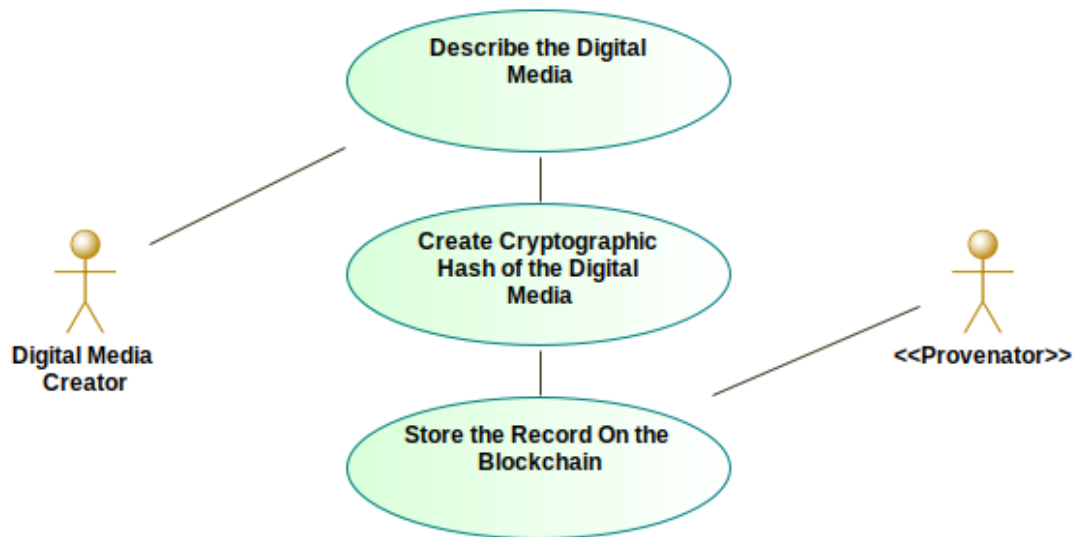 Describe the Digital
Media
Create Cryptographic
Hash of the Digital
Media
Digital Media
Creator
<<Provenator>>
Store the Record On the
Blockchain